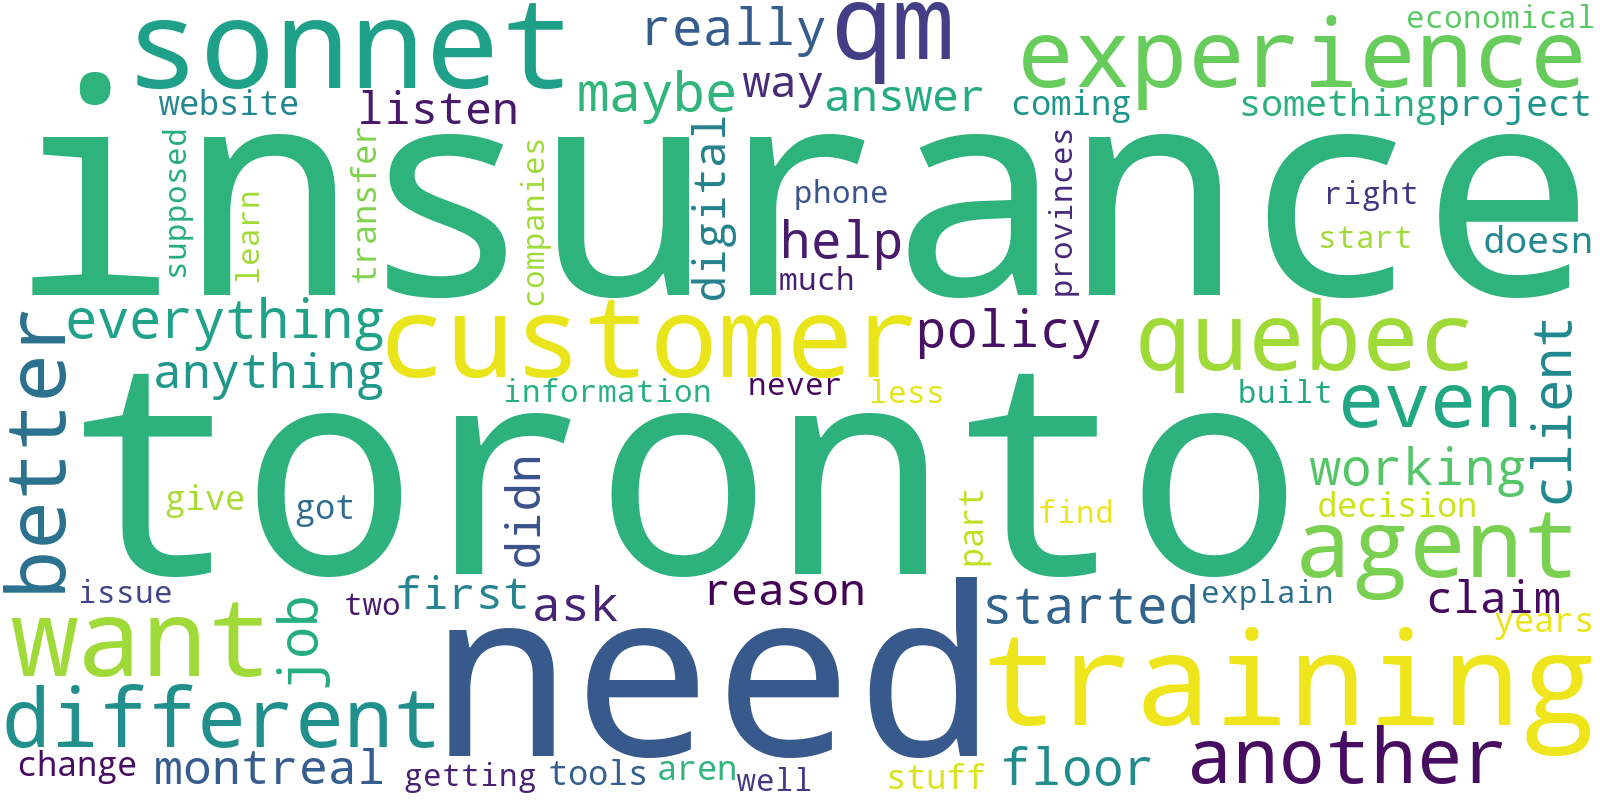 sonnet
really
qm
experience
economical
website
listen
maybe
way
answer
coming
something
project
insurance
supposed
learn
transfer
companies
digital
phone
help
much
provinces
right
start
doesn
better
everything
customer
policy
quebec
client
anything
information
never
less
built
even
toronto
working
give
got
didn
part
find
decision
agent
issue
two
first
ask
reason
started
explain
claim
years
want
job
need
training
different
another
change
montreal
getting
tools
aren
well
stuff
floor